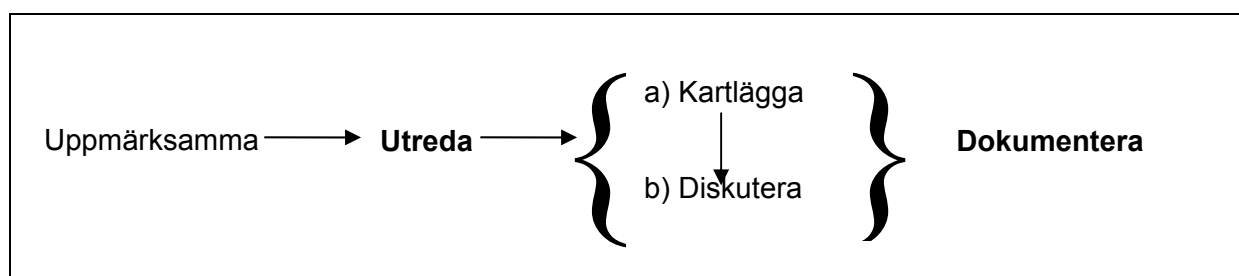 Uppmärksamma
Utreda
a) Kartlägga
b) Diskutera
Dokumentera